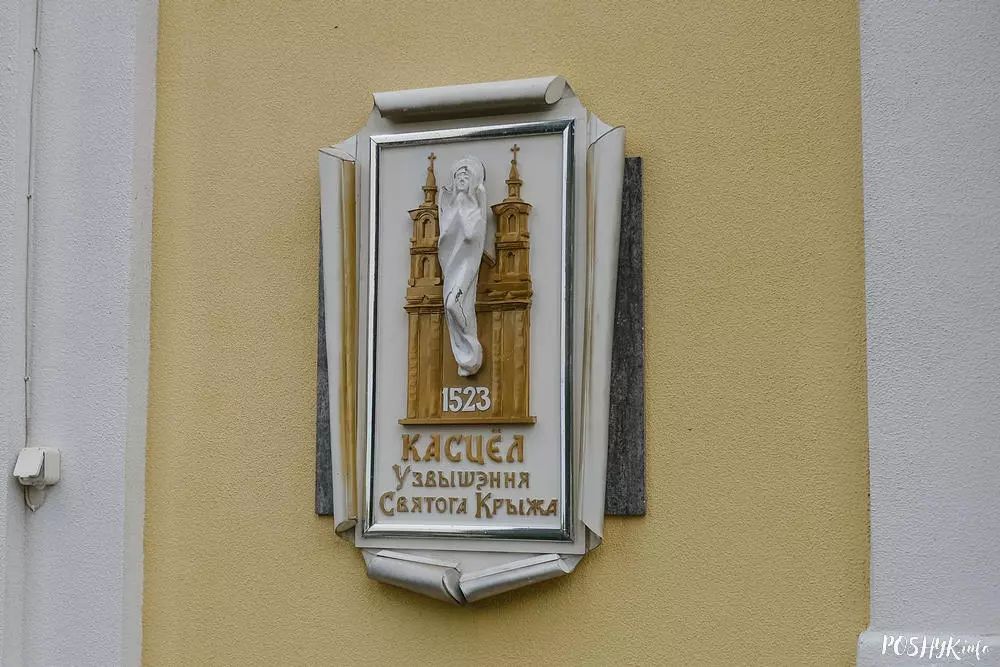 1523
КАСЦЁЛ
УЗВЫШЭННЯ
СВЯТОГА КРЫЖА
POSHYK.info